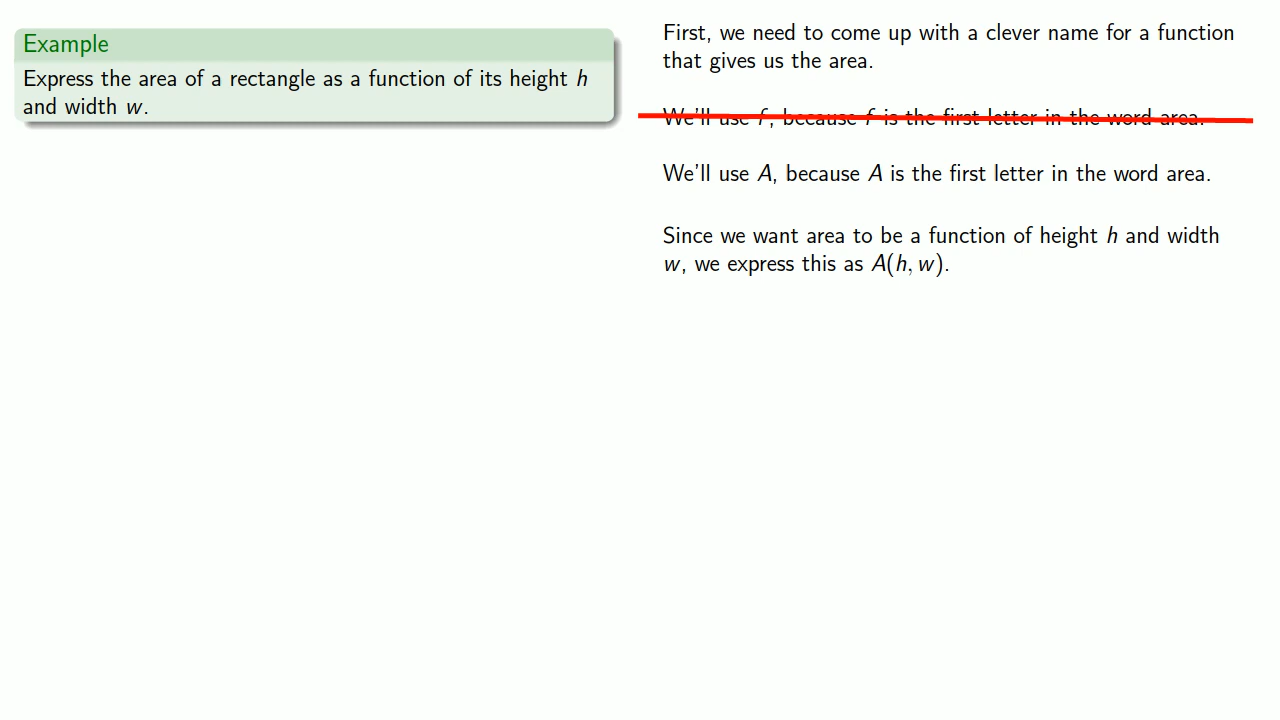 Example
Express the area of a rectangle as a function of its height h
and width w.
First, we need to come up with a clever name for a function
that gives us the area.
We'll use f, because f is the first letter in the word area.
We'll use A, because A is the first letter in the word area.
Since we want area to be a function of height h and width
w, we express this as A(h, w).